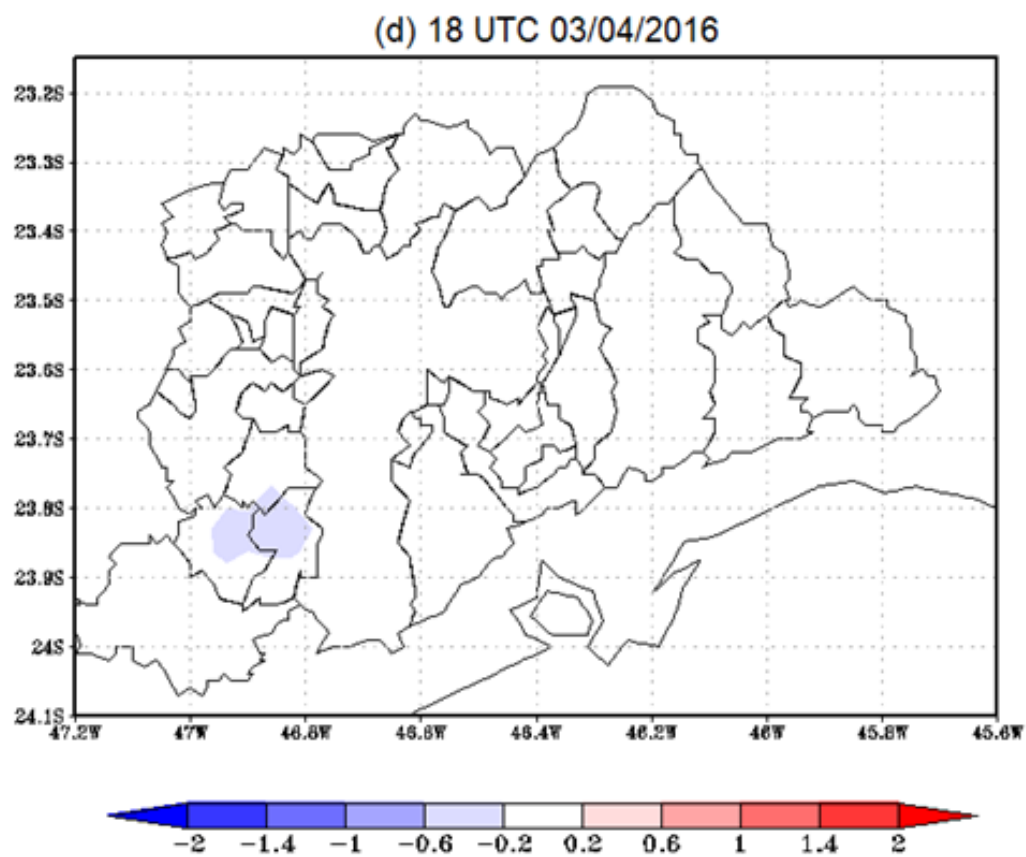 (d) 18 UTC 03/04/2016
23.2S
23.3S
23.4S
23.5S
23.6S
23.7S
23.8S
23.9S
24S
24.1S
47.2W 47W 46.8W 46.6W 46.4W 46.2W 46W 45.8W 45.6W
-2 -1.4 -1 -0.6 -0.2 0.2 0.6 1 1.4 2